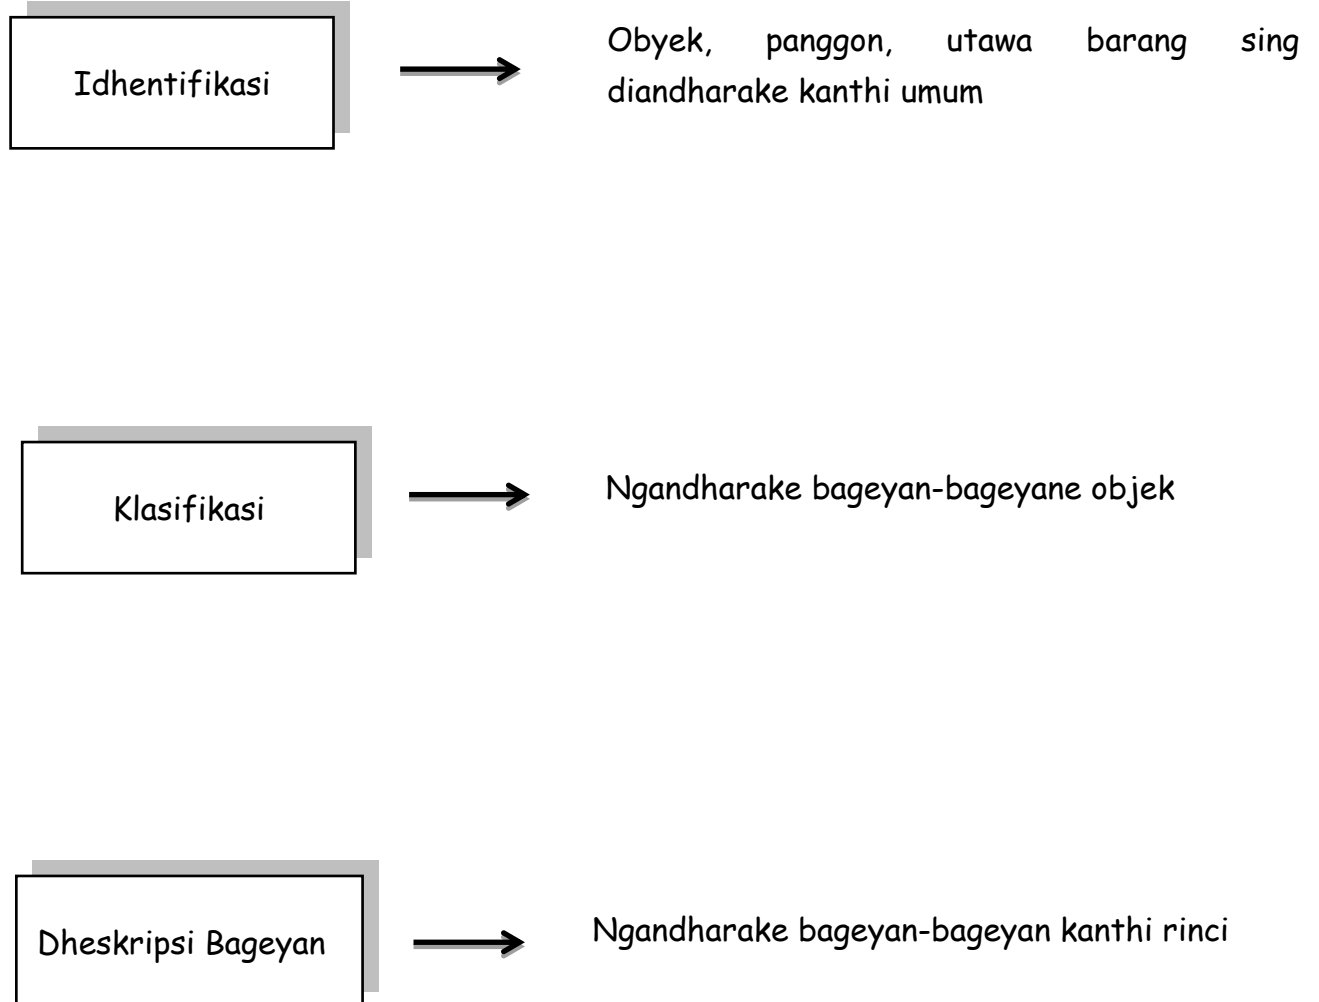 Idhentifikasi
Obyek, panggon, utawa barang sing
diandharake kanthi umum
Klasifikasi
Ngandharake bageyan-bageyane objek
Dheskripsi Bageyan
Ngandharake bageyan-bageyan kanthi rinci